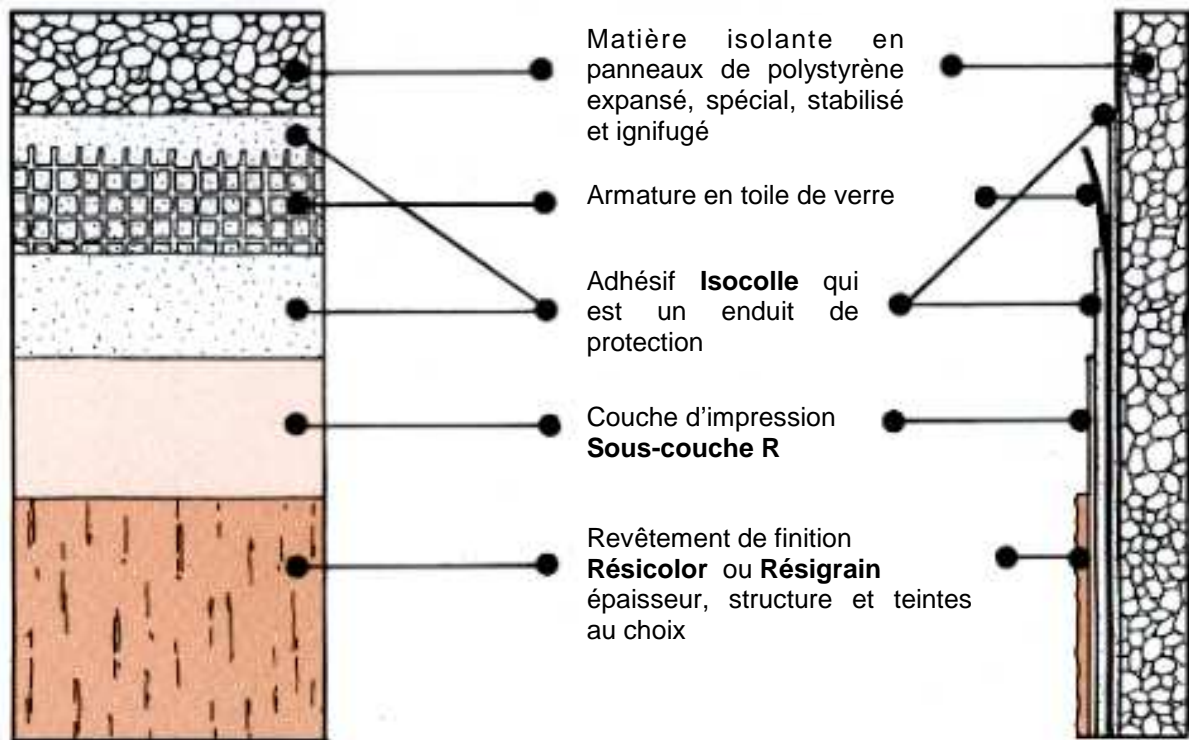 Matière isolante en
panneaux de polystyrène
expansé, spécial, stabilisé
et ignifugé
Armature en toile de verre
Adhésif Isocolle qui
est un enduit de
protection
Couche d’impression
Sous-couche R
Revêtement de finition
Résicolor ou Résigrain
épaisseur, structure et teintes
au choix